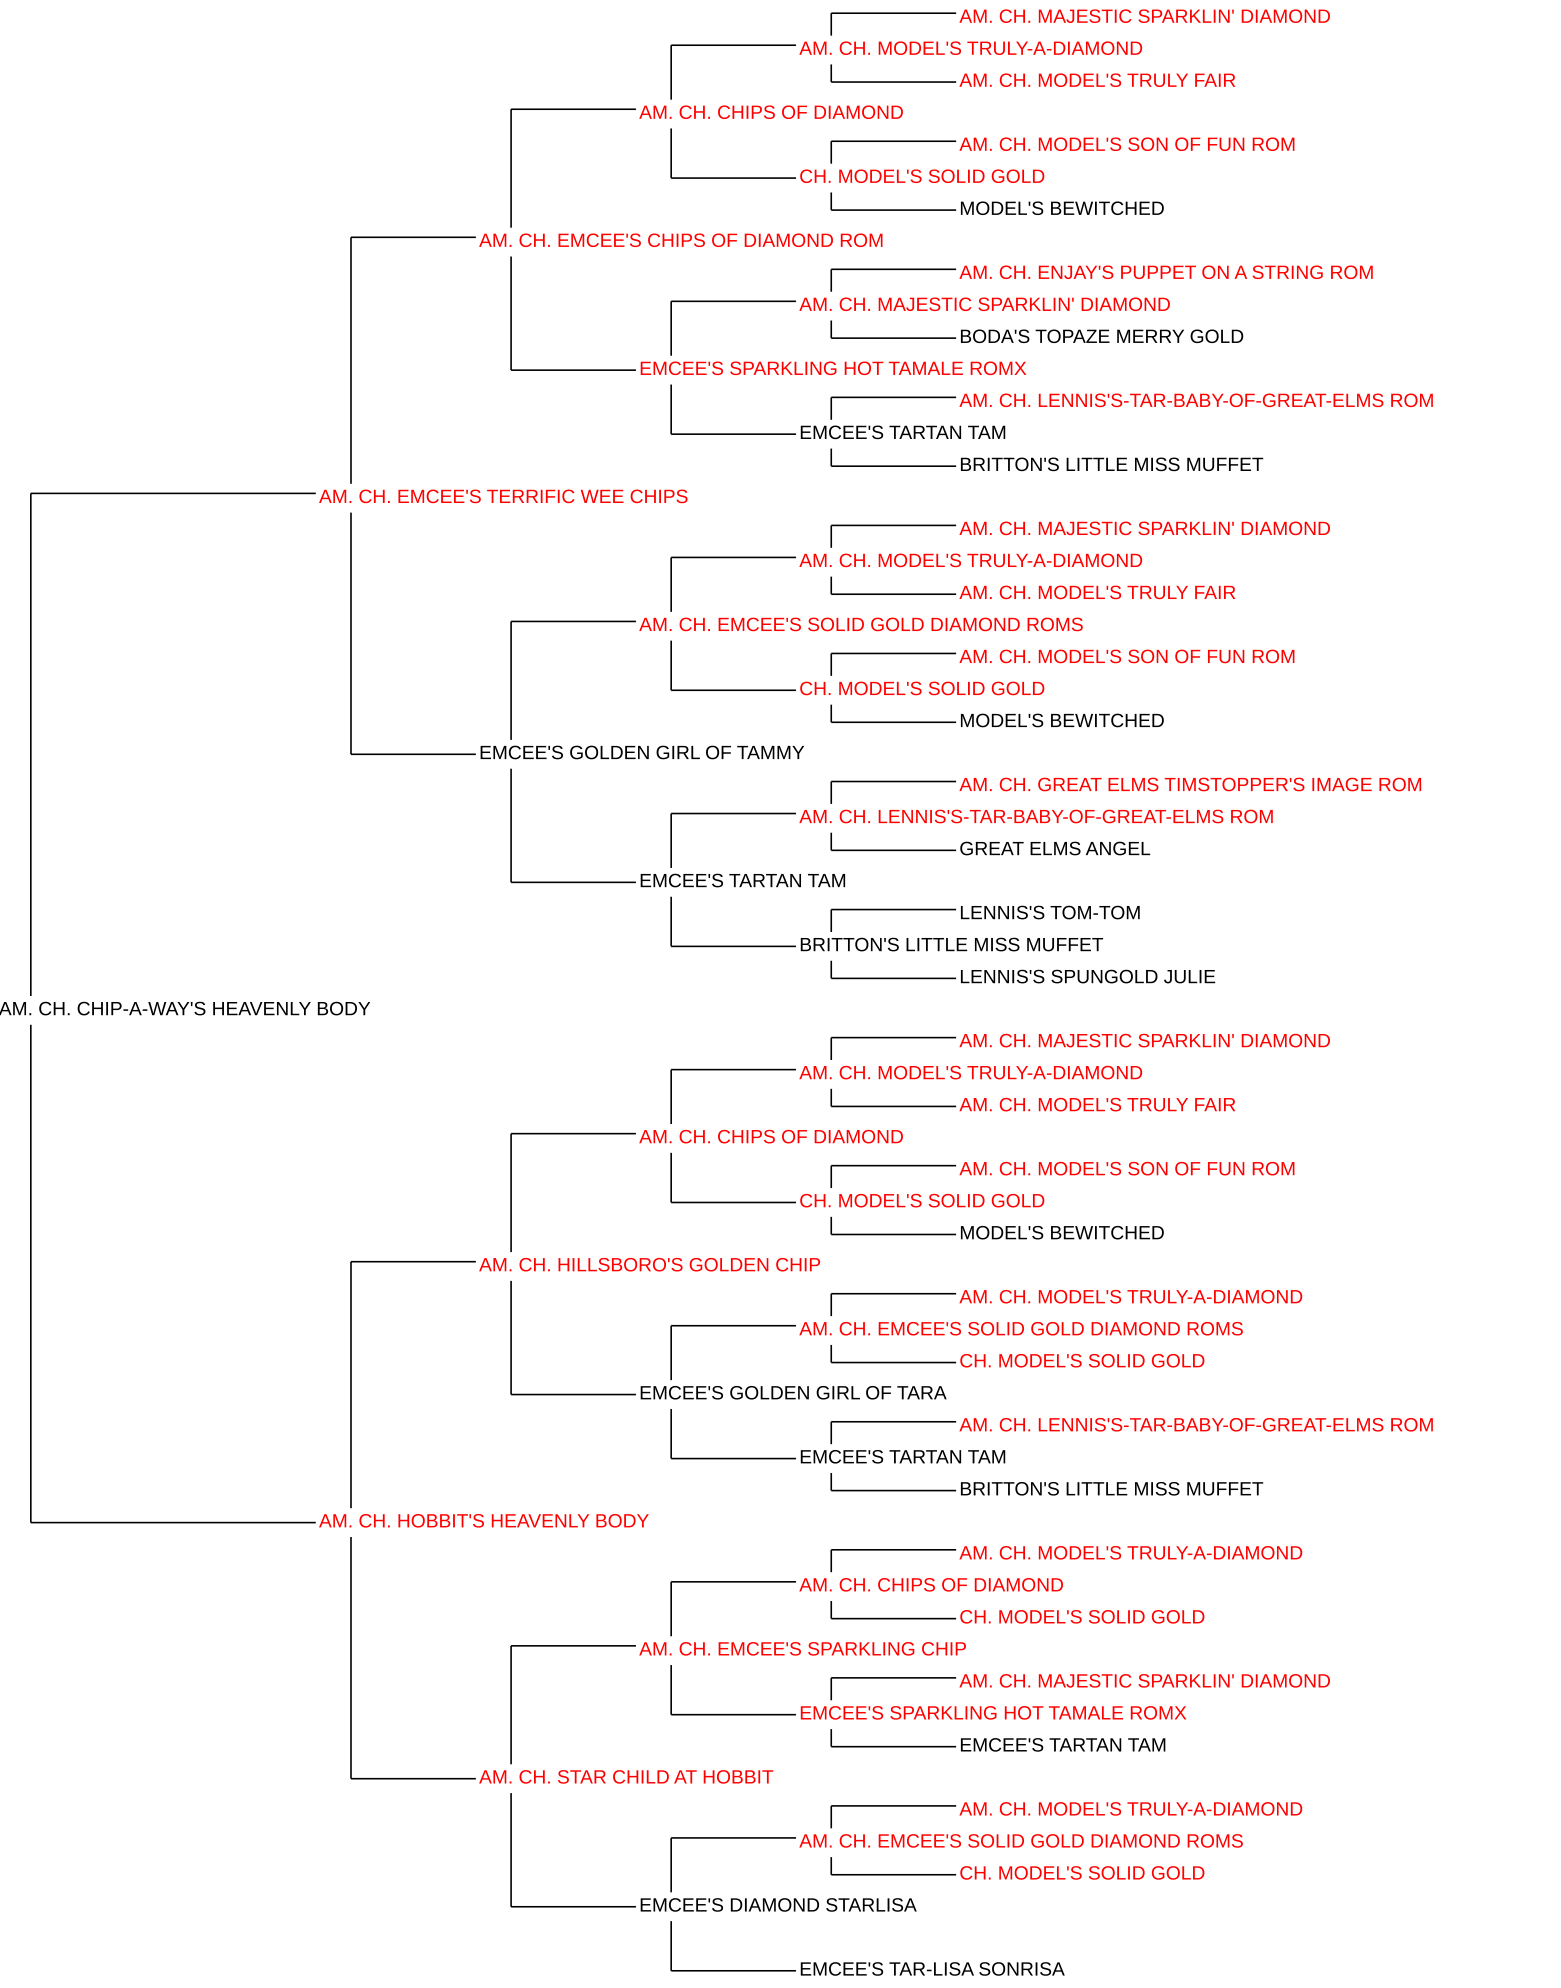 AM. CH. MAJESTIC SPARKLIN' DIAMOND
AM. CH. MODEL'S TRULY-A-DIAMOND
AM. CH. MODEL'S TRULY FAIR
AM. CH. CHIPS OF DIAMOND
AM. CH. MODEL'S SON OF FUN ROM
CH. MODEL'S SOLID GOLD
MODEL'S BEWITCHED
AM. CH. EMCEE'S CHIPS OF DIAMOND ROM
AM. CH. ENJAY'S PUPPET ON A STRING ROM
AM. CH. MAJESTIC SPARKLIN' DIAMOND
BODA'S TOPAZE MERRY GOLD
EMCEE'S SPARKLING HOT TAMALE ROMX
AM. CH. LENNIS'S-TAR-BABY-OF-GREAT-ELMS ROM
EMCEE'S TARTAN TAM
BRITTON'S LITTLE MISS MUFFET
AM. CH. EMCEE'S TERRIFIC WEE CHIPS
AM. CH. MAJESTIC SPARKLIN' DIAMOND
AM. CH. MODEL'S TRULY-A-DIAMOND
AM. CH. MODEL'S TRULY FAIR
AM. CH. EMCEE'S SOLID GOLD DIAMOND ROMS
AM. CH. MODEL'S SON OF FUN ROM
CH. MODEL'S SOLID GOLD
MODEL'S BEWITCHED
EMCEE'S GOLDEN GIRL OF TAMMY
AM. CH. GREAT ELMS TIMSTOPPER'S IMAGE ROM
AM. CH. LENNIS'S-TAR-BABY-OF-GREAT-ELMS ROM
GREAT ELMS ANGEL
EMCEE'S TARTAN TAM
LENNIS'S TOM-TOM
BRITTON'S LITTLE MISS MUFFET
LENNIS'S SPUNGOLD JULIE
AM. CH. CHIP-A-WAY'S HEAVENLY BODY
AM. CH. MAJESTIC SPARKLIN' DIAMOND
AM. CH. MODEL'S TRULY-A-DIAMOND
AM. CH. MODEL'S TRULY FAIR
AM. CH. CHIPS OF DIAMOND
AM. CH. MODEL'S SON OF FUN ROM
CH. MODEL'S SOLID GOLD
MODEL'S BEWITCHED
AM. CH. HILLSBORO'S GOLDEN CHIP
AM. CH. MODEL'S TRULY-A-DIAMOND
AM. CH. EMCEE'S SOLID GOLD DIAMOND ROMS
CH. MODEL'S SOLID GOLD
EMCEE'S GOLDEN GIRL OF TARA
AM. CH. LENNIS'S-TAR-BABY-OF-GREAT-ELMS ROM
EMCEE'S TARTAN TAM
BRITTON'S LITTLE MISS MUFFET
AM. CH. HOBBIT'S HEAVENLY BODY
AM. CH. MODEL'S TRULY-A-DIAMOND
AM. CH. CHIPS OF DIAMOND
CH. MODEL'S SOLID GOLD
AM. CH. EMCEE'S SPARKLING CHIP
AM. CH. MAJESTIC SPARKLIN' DIAMOND
EMCEE'S SPARKLING HOT TAMALE ROMX
EMCEE'S TARTAN TAM
AM. CH. STAR CHILD AT HOBBIT
AM. CH. MODEL'S TRULY-A-DIAMOND
AM. CH. EMCEE'S SOLID GOLD DIAMOND ROMS
CH. MODEL'S SOLID GOLD
EMCEE'S DIAMOND STARLISA
EMCEE'S TAR-LISA SONRISA